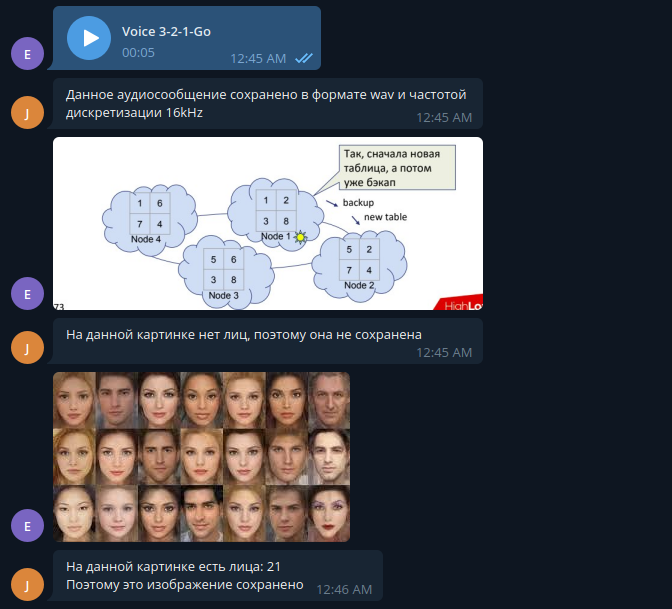 Voice 3-2-1-Go
00:05
12:45 AM
E
Данное аудиосообщение сохранено в формате wav и частотой
дискретизации 16kHz
12:45 AM
J
Так, сначала новая
таблица, а потом
уже бэкап
backup
new table
1 6
7 4
Node 4
1 2
3 8
Node 1
5 6
3 8
Node 3
5 2
7 4
Node 2
73
HighLo
E
На данной картинке нет лиц, поэтому она не сохранена
12:45 AM
J
E
На данной картинке есть лица: 21
Поэтому это изображение сохранено
12:46 AM
J